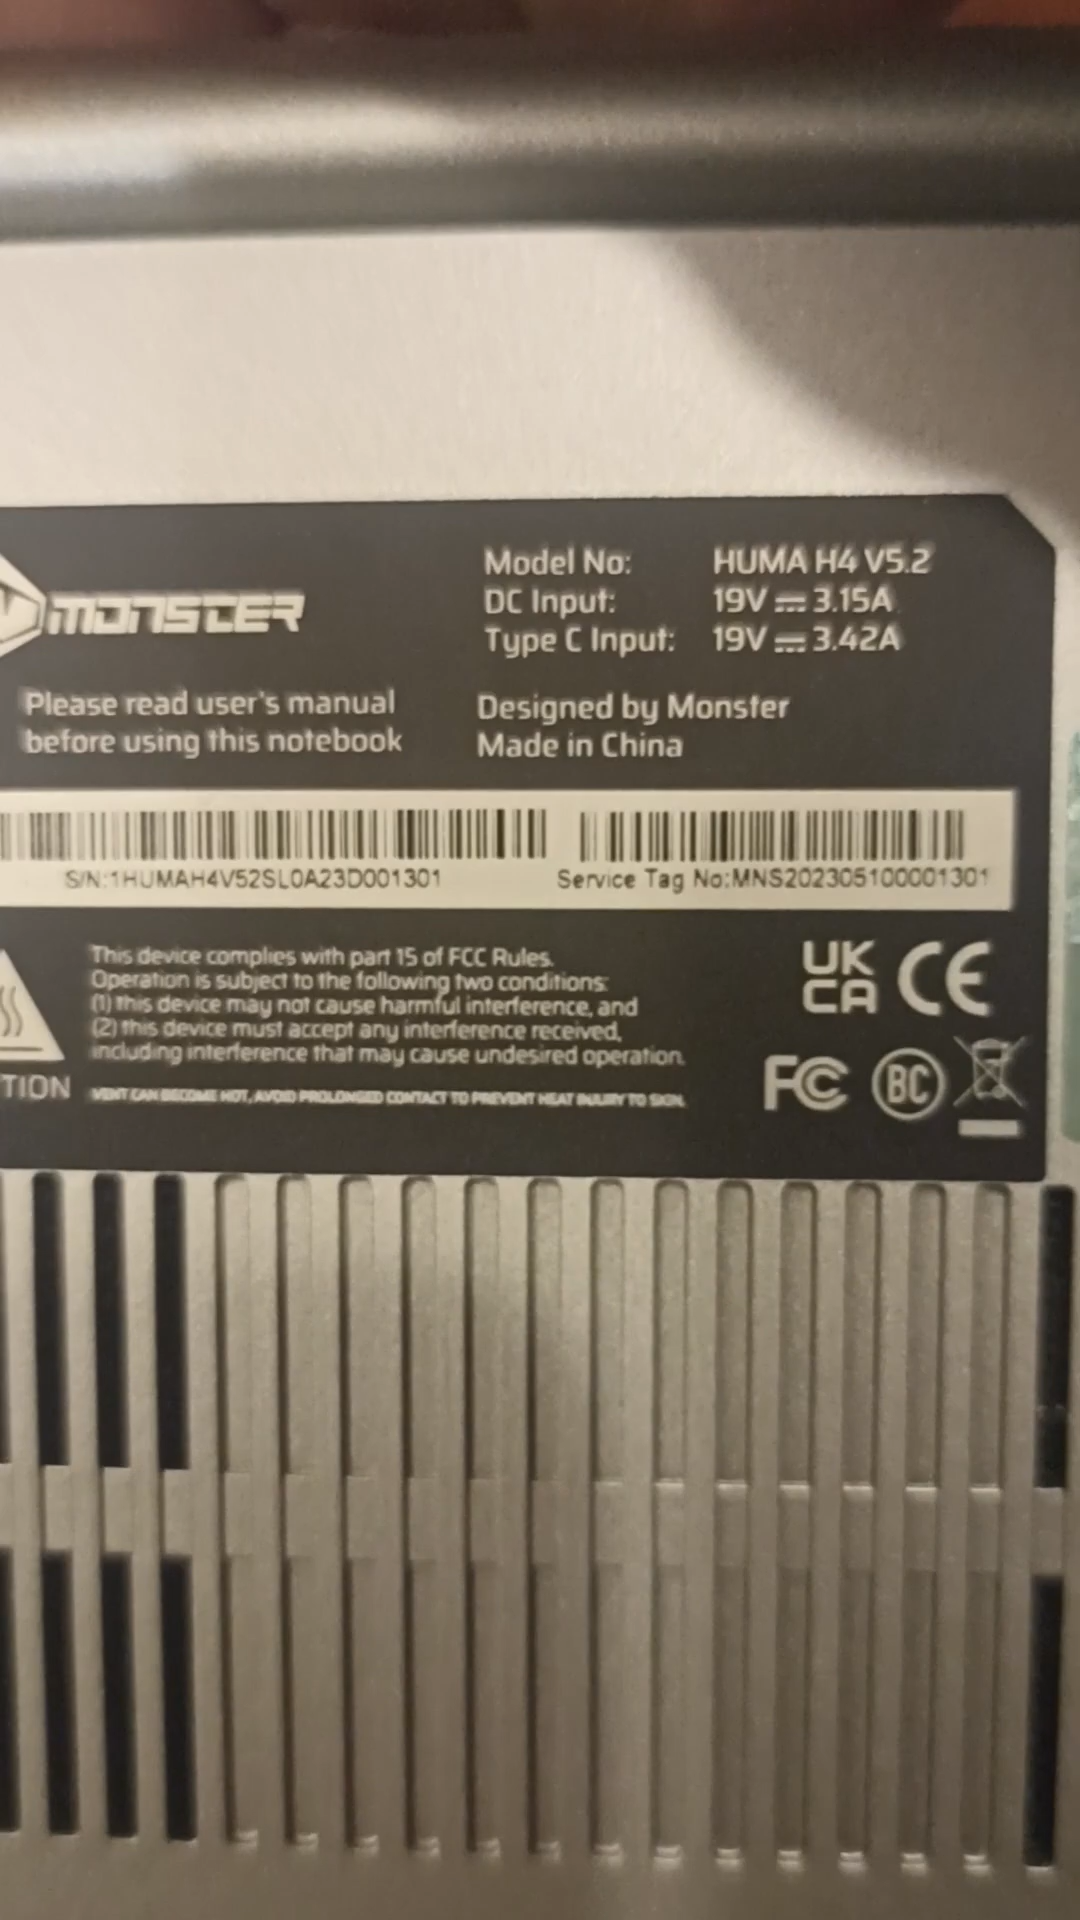 MONSTER
Model No: HUMA H4 V5.2
DC Input: 19V 3.15A
Type C Input: 19V 3.42A
Please read user's manual
before using this notebook
Designed by Monster
Made in China
S/N:1HUMAH4V52SL0A23D001301
Service Tag No:MNS202305100001301
TION
This device complies with part 15 of FCC Rules.
Operation is subject to the following two conditions:
(1) this device may not cause harmful interference, and
(2) this device must accept any interference received,
including interference that may cause undesired operation.
VENT CAN BECOME HOT, AVOID PROLONGED CONTACT TO PREVENT HEAT INJURY TO SKIN.
UK
CA
CE
FC
BC